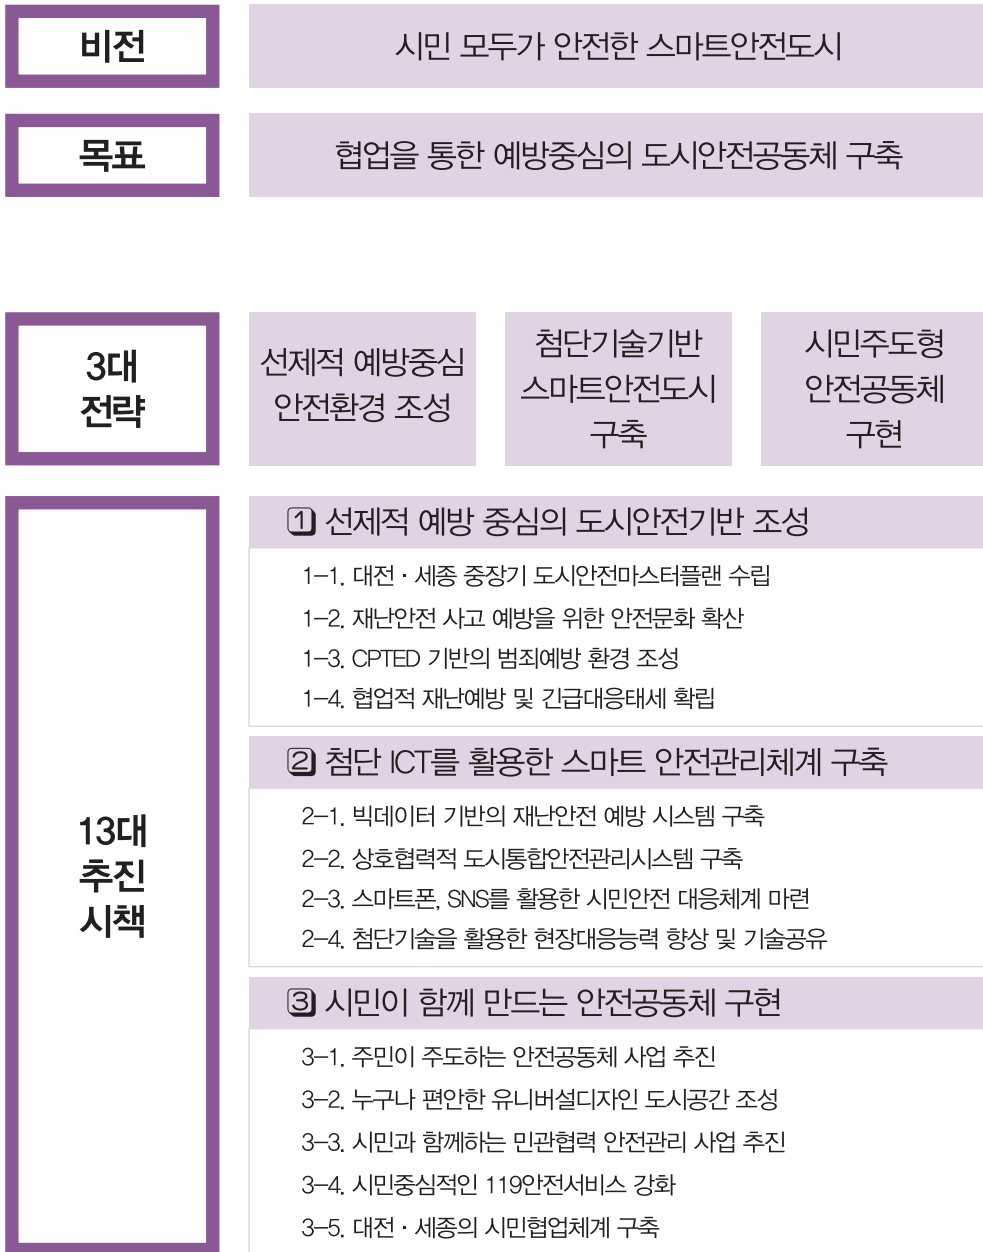 비전
시민 모두가 안전한 스마트안전도시
목표
협업을 통한 예방중심의 도시안전공동체 구축
3대
전략
선제적 예방중심
안전환경 조성
첨단기술기반
스마트안전도시
구축
시민주도형
안전공동체
구현
13대
추진
시책
1 선제적 예방 중심의 도시안전기반 조성
1-1. 대전·세종 중장기 도시안전마스터플랜 수립
1-2. 재난안전 사고 예방을 위한 안전문화 확산
1-3. CPTED 기반의 범죄예방 환경 조성
1-4. 협업적 재난예방 및 긴급대응태세 확립
2 첨단 ICT를 활용한 스마트 안전관리체계 구축
2-1. 빅데이터 기반의 재난안전 예방 시스템 구축
2-2. 상호협력적 도시통합안전관리시스템 구축
2-3. 스마트폰, SNS를 활용한 시민안전 대응체계 마련
2-4. 첨단기술을 활용한 현장대응능력 향상 및 기술공유
3 시민이 함께 만드는 안전공동체 구현
3-1. 주민이 주도하는 안전공동체 사업 추진
3-2. 누구나 편안한 유니버설디자인 도시공간 조성
3-3. 시민과 함께하는 민관협력 안전관리 사업 추진
3-4. 시민중심적인 119안전서비스 강화
3-5. 대전·세종의 시민협업체계 구축